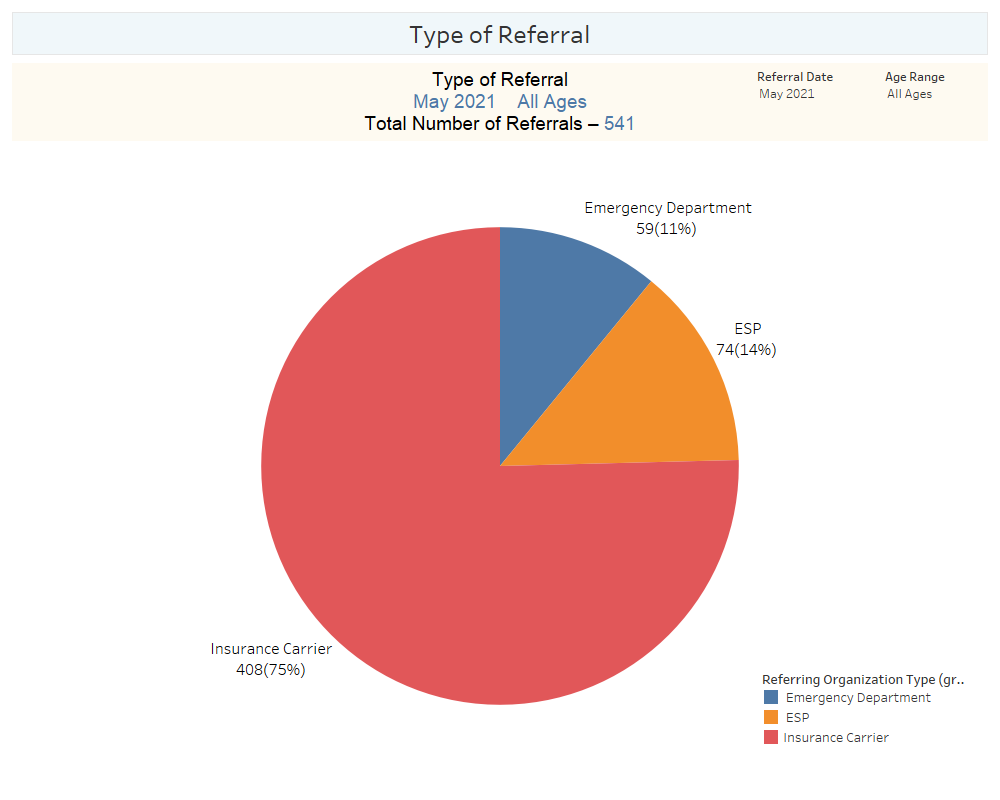 Type of Referral
Type of Referral
May 2021 All Ages
Total Number of Referrals – 541
Referral Date
May 2021
Age Range
All Ages
Emergency Department
59(11%)
ESP
74(14%)
Insurance Carrier
408(75%)
Referring Organization Type (gr..
Emergency Department
ESP
Insurance Carrier